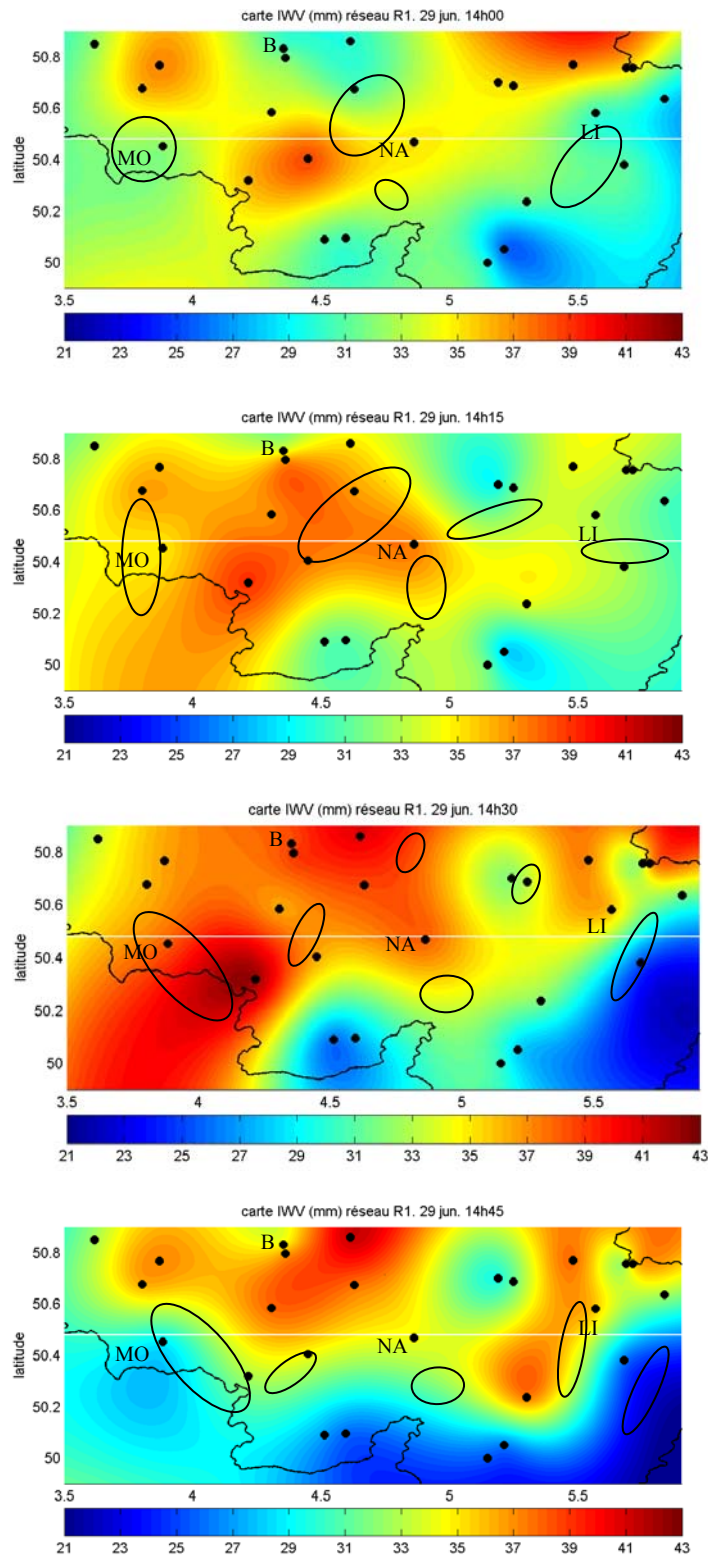 carte IWV (mm) réseau R1. 29 jun. 14h00
50.8
50.6
50.4
50.2
50
latitude
B
MO
NA
LI
3.5 4 4.5 5 5.5
21 23 25 27 29 31 33 35 37 39 41 43
carte IWV (mm) réseau R1. 29 jun. 14h15
50.8
50.6
50.4
50.2
50
latitude
B
MO
NA
LI
3.5 4 4.5 5 5.5
21 23 25 27 29 31 33 35 37 39 41 43
carte IWV (mm) réseau R1. 29 jun. 14h30
50.8
50.6
50.4
50.2
50
latitude
B
MO
NA
LI
3.5 4 4.5 5 5.5
21 23 25 27 29 31 33 35 37 39 41 43
carte IWV (mm) réseau R1. 29 jun. 14h45
50.8
50.6
50.4
50.2
50
latitude
B
MO
NA
LI
3.5 4 4.5 5 5.5
21 23 25 27 29 31 33 35 37 39 41 43